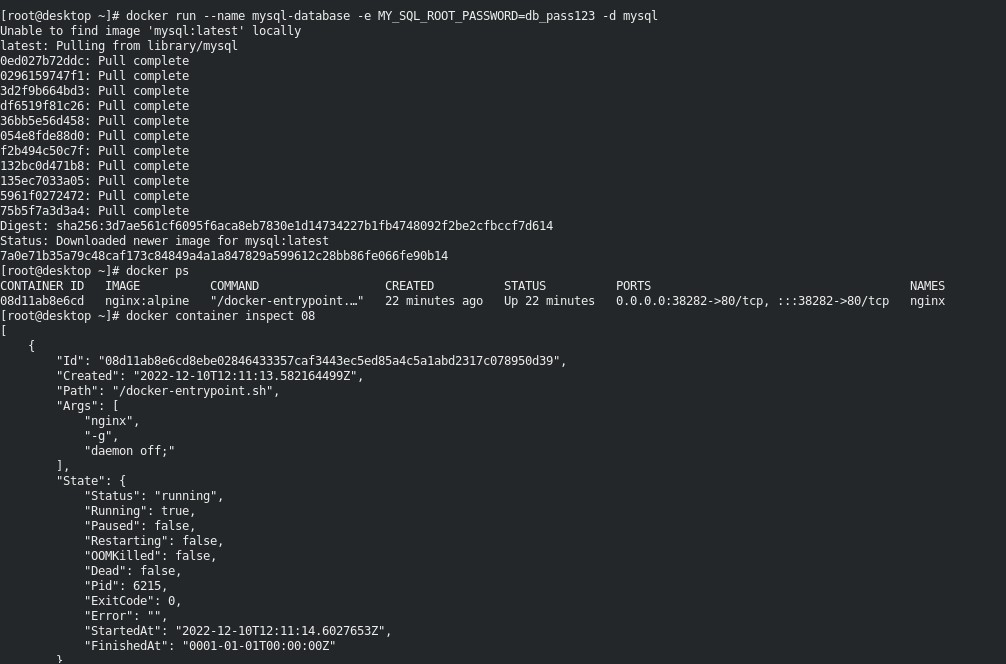 [root@desktop ~]# docker run --name mysql-database -e MY_SQL_ROOT_PASSWORD=db_pass123 -d mysql
Unable to find image 'mysql:latest' locally
latest: Pulling from library/mysql
0ed027b72ddc: Pull complete
0296159747f1: Pull complete
3d2f9b664bd3: Pull complete
df6519f81c26: Pull complete
36bb5e56d458: Pull complete
054e8fde88d0: Pull complete
f2b494c50c7f: Pull complete
132bc0d471b8: Pull complete
135ec7033a05: Pull complete
5961f0272472: Pull complete
75b5f7a3d3a4: Pull complete
Digest: sha256:3d7ae561cf6095f6aca8eb7830e1d14734227b1fb4748092f2be2cfbccf7d614
Status: Downloaded newer image for mysql:latest
7a0e71b35a79c48caf173c84849a4a1a847829a599612c28bb86fe066fe90b14
[root@desktop ~]# docker ps
CONTAINER ID   IMAGE          COMMAND                  CREATED          STATUS          PORTS                                     NAMES
08d11ab8e6cd   nginx:alpine   "/docker-entrypoint.…"   22 minutes ago   Up 22 minutes   0.0.0.0:38282->80/tcp, :::38282->80/tcp   nginx
[root@desktop ~]# docker container inspect 08
[
    {
        "Id": "08d11ab8e6cd8ebe02846433357caf3443ec5ed85a4c5a1abd2317c078950d39",
        "Created": "2022-12-10T12:11:13.582164499Z",
        "Path": "/docker-entrypoint.sh",
        "Args": [
            "nginx",
            "-g",
            "daemon off;"
        ],
        "State": {
            "Status": "running",
            "Running": true,
            "Paused": false,
            "Restarting": false,
            "OOMKilled": false,
            "Dead": false,
            "Pid": 6215,
            "ExitCode": 0,
            "Error": "",
            "StartedAt": "2022-12-10T12:11:14.6027653Z",
            "FinishedAt": "0001-01-01T00:00:00Z"
        }